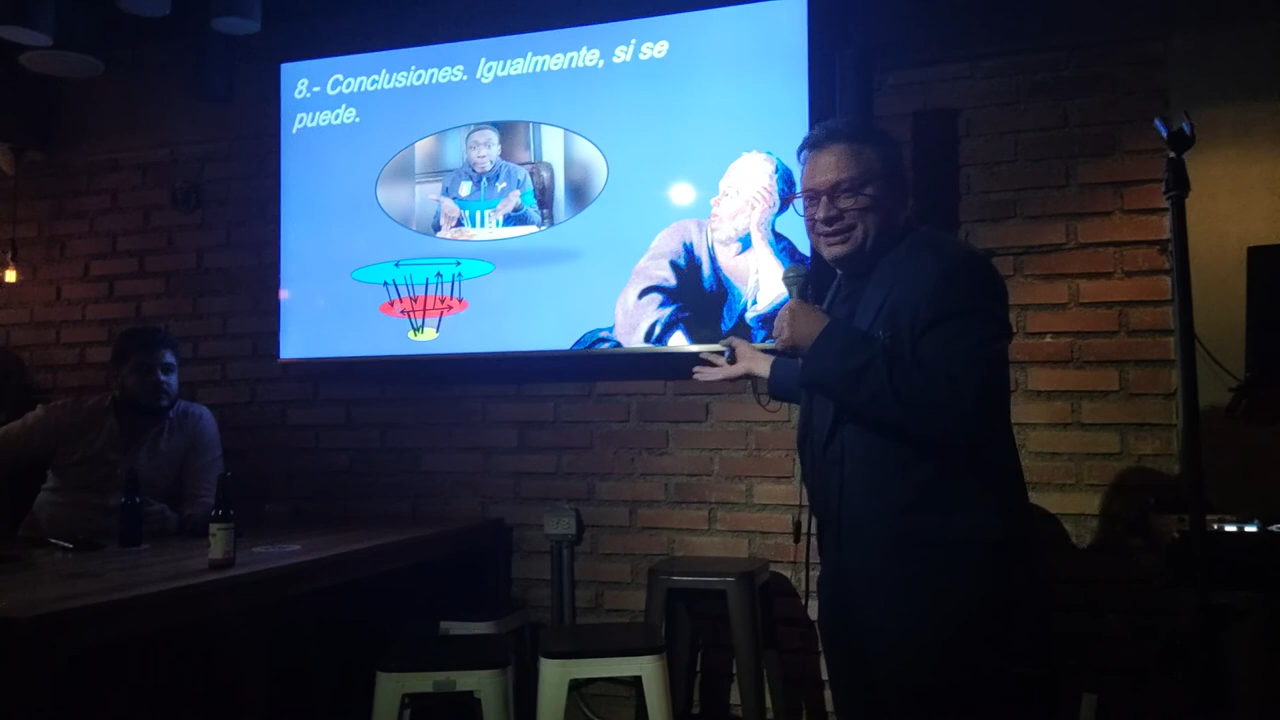 8.- Conclusiones. Igualmente, si se
puede.